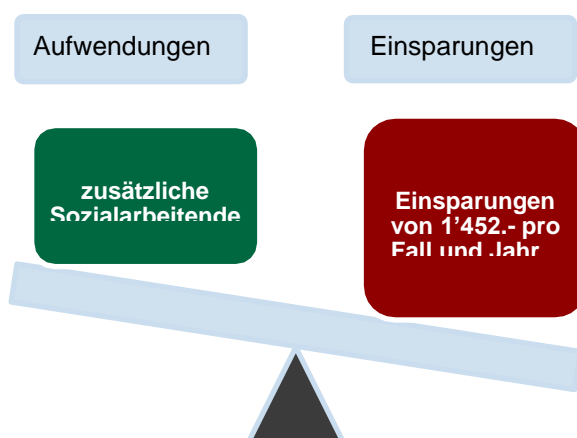 Aufwendungen
Einsparungen
zusätzliche
Sozialarbeitende
Einsparungen
von 1’452.- pro
Fall und Jahr